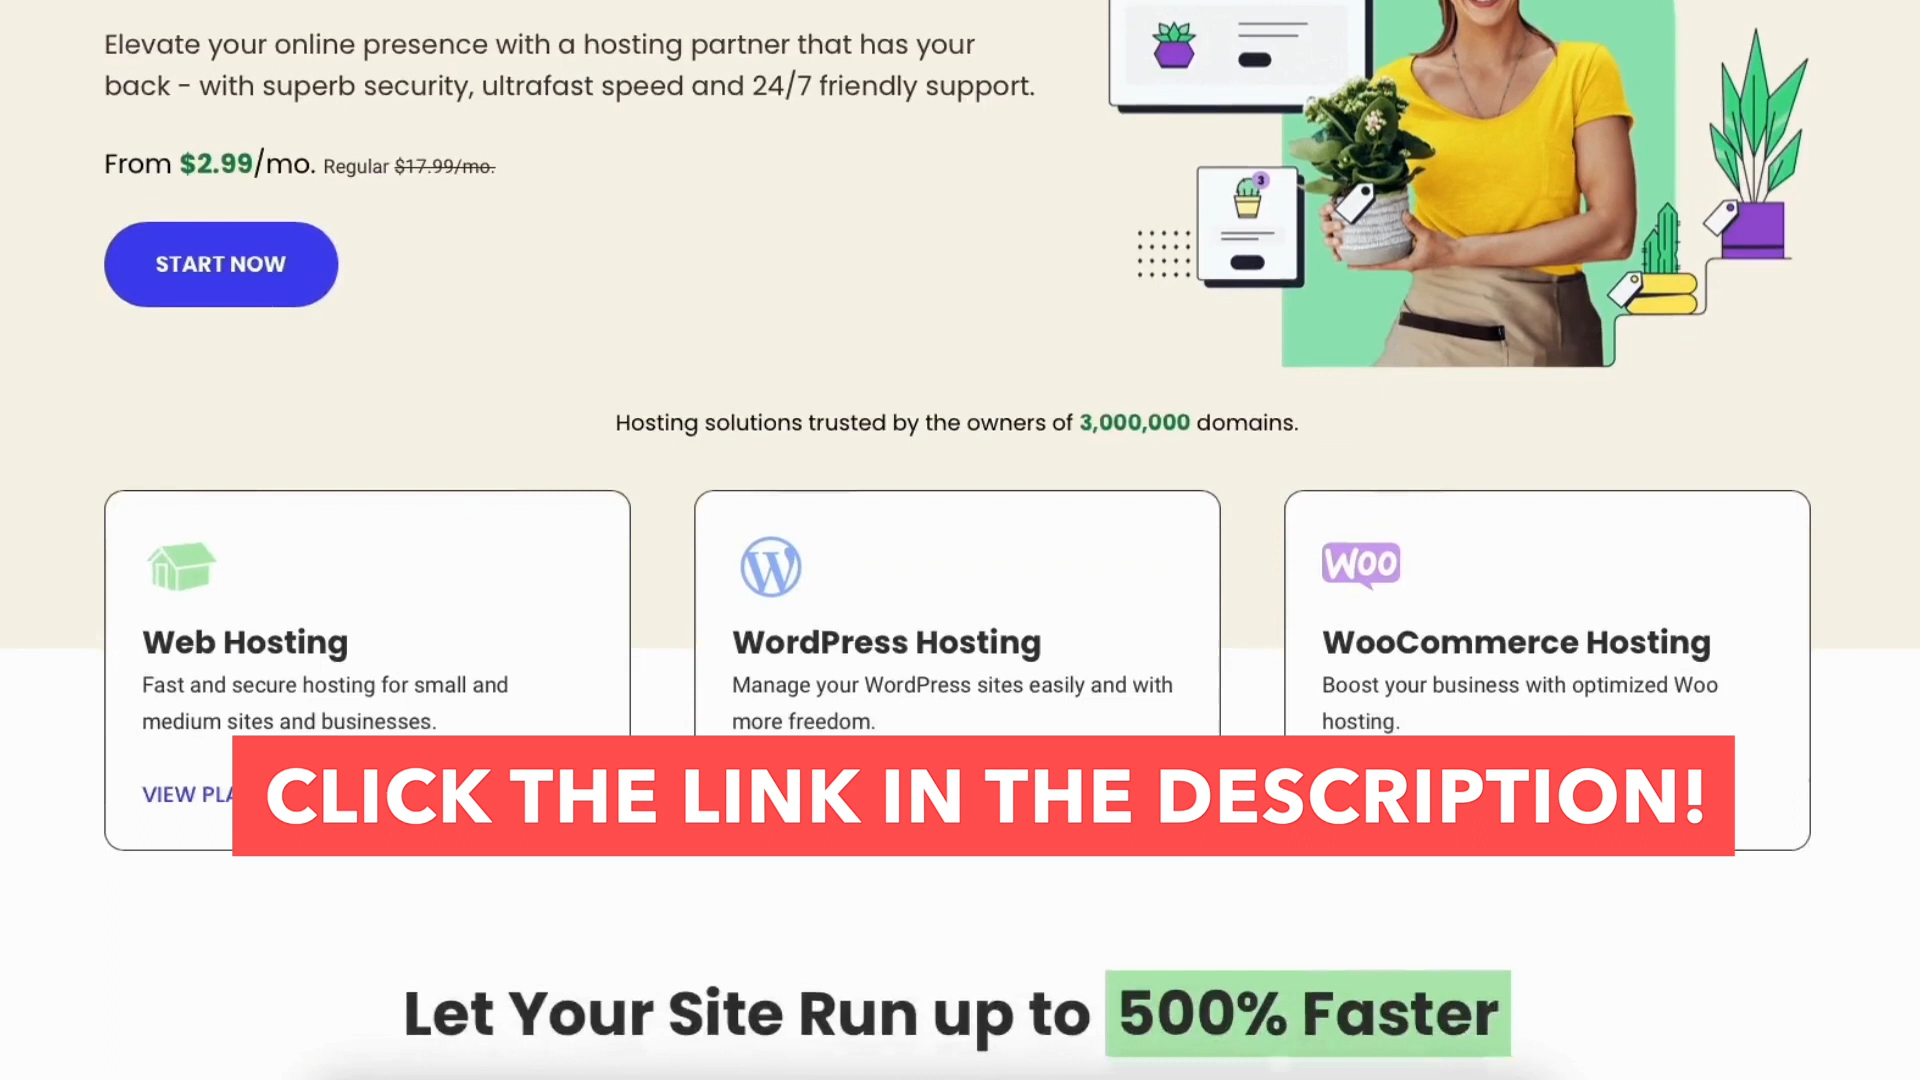 Elevate your online presence with a hosting partner that has your
back - with superb security, ultrafast speed and 24/7 friendly support.
From $2.99/mo. Regular $17.99/mo.
START NOW
3
Hosting solutions trusted by the owners of 3,000,000 domains.
Web Hosting
Fast and secure hosting for small and
medium sites and businesses.
VIEW
W
WordPress Hosting
Manage your WordPress sites easily and with
more freedom.
WOO
WooCommerce Hosting
Boost your business with optimized Woo
hosting.
CLICK THE LINK IN THE DESCRIPTION!
Let Your Site Run up to 500% Faster